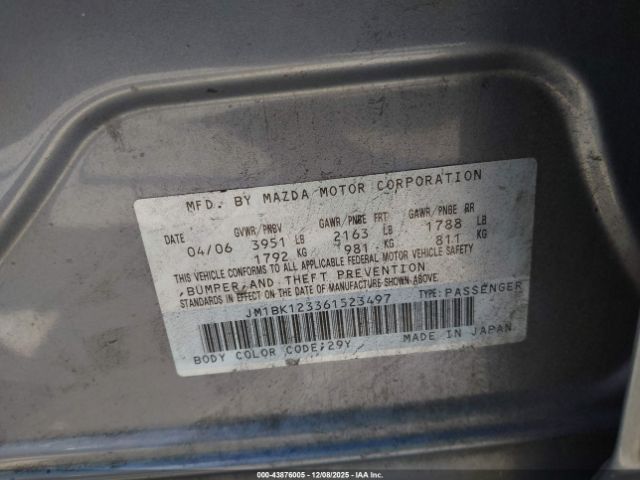 MFD. BY MAZDA MOTOR CORPORATION
DATE GVWR/PNBV GAWR/PNBE FRT GAWR/PNBE RR
04/06 3951 LB 2163 LB 1788 LB
1792 KG 981 KG 811 KG
THIS VEHICLE CONFORMS TO ALL APPLICABLE FEDERAL MOTOR VEHICLE SAFETY
,BUMPER,AND THEFT PREVENTION
STANDARDS IN EFFECT ON THE DATE OF MANUFACTURE SHOWN ABOVE
JM1BK123361523497 TYPE:PASSENGER
BODY COLOR CODE:29Y MADE IN JAPAN
000-43876005 - 12/08/2025 - IAA Inc.